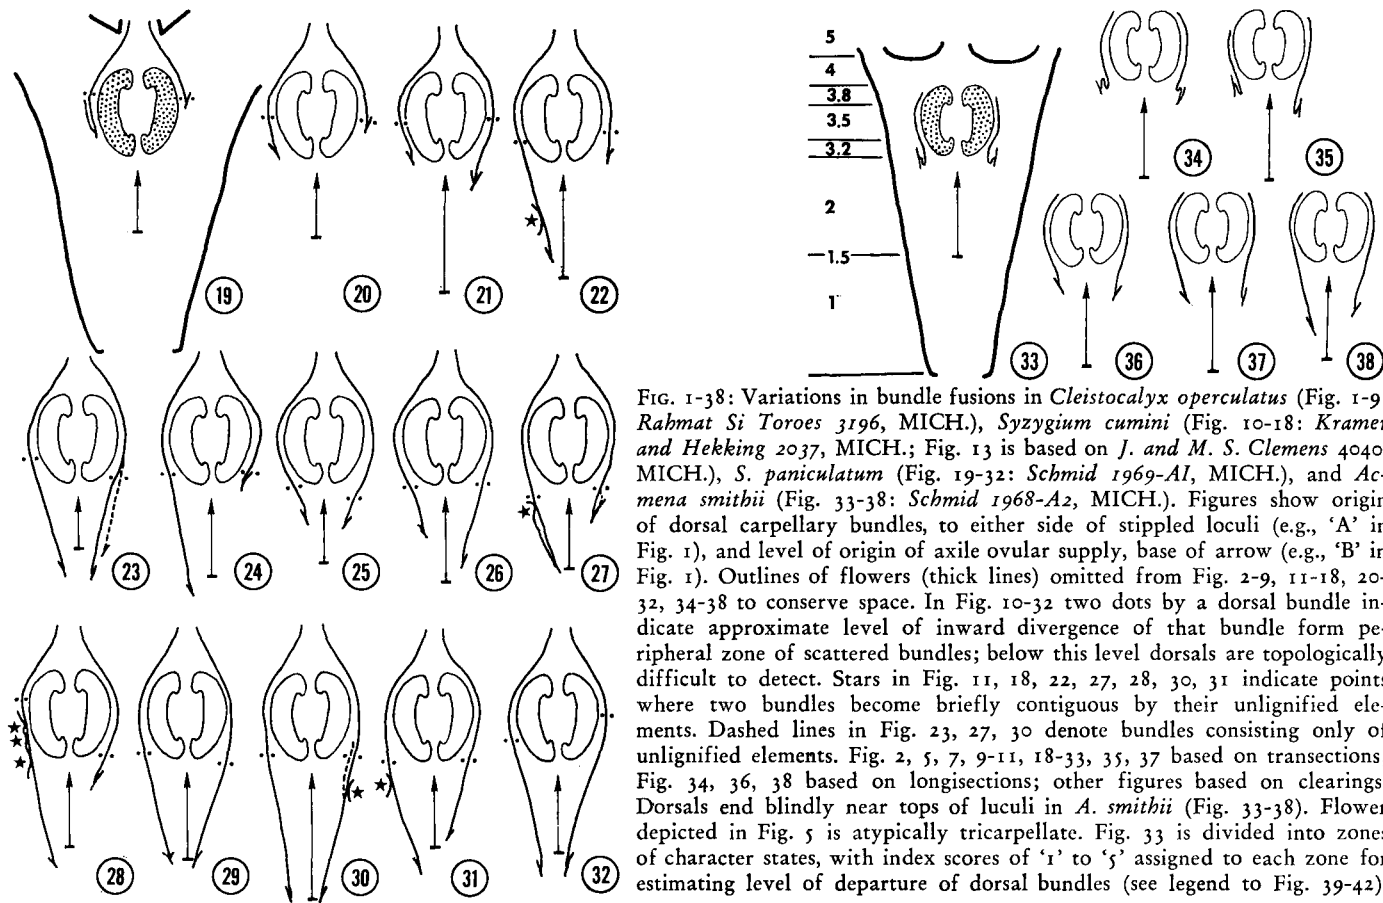 19
20
21
22
23
24
25
26
27
28
29
30
31
32
5
4
3.8
3.5
3.2
2
1.5
1
33
34
35
36
37
38
FIG. 1-38: Variations in bundle fusions in Cleistocalyx operculatus (Fig. 1-9
Rahmat Si Toroes 3196, MICH.), Syzygium cumini (Fig. 10-18: Kramer
and Hekking 2037, MICH.; Fig. 13 is based on J. and M. S. Clemens 4040
MICH.), S. paniculatum (Fig. 19-32: Schmid 1969-AI, MICH.), and Ac-
mena smithii (Fig. 33-38: Schmid 1968-A2, MICH.). Figures show origin
of dorsal carpellary bundles, to either side of stippled loculi (e.g., ‘A’ in
Fig. 1), and level of origin of axile ovular supply, base of arrow (e.g., ‘B’ in
Fig. 1). Outlines of flowers (thick lines) omitted from Fig. 2-9, 11-18, 20-
32, 34-38 to conserve space. In Fig. 10-32 two dots by a dorsal bundle in-
dicate approximate level of inward divergence of that bundle form pe-
ripheral zone of scattered bundles; below this level dorsals are topologically
difficult to detect. Stars in Fig. 11, 18, 22, 27, 28, 30, 31 indicate points
where two bundles become briefly contiguous by their unlignified ele-
ments. Dashed lines in Fig. 23, 27, 30 denote bundles consisting only of
unlignified elements. Fig. 2, 5, 7, 9-11, 18-33, 35, 37 based on transections
Fig. 34, 36, 38 based on longisections; other figures based on clearings.
Dorsals end blindly near tops of luculi in A. smithii (Fig. 33-38). Flower
depicted in Fig. 5 is atypically tricarpellate. Fig. 33 is divided into zones
of character states, with index scores of ‘1’ to ‘5’ assigned to each zone for
estimating level of departure of dorsal bundles (see legend to Fig. 39-42)